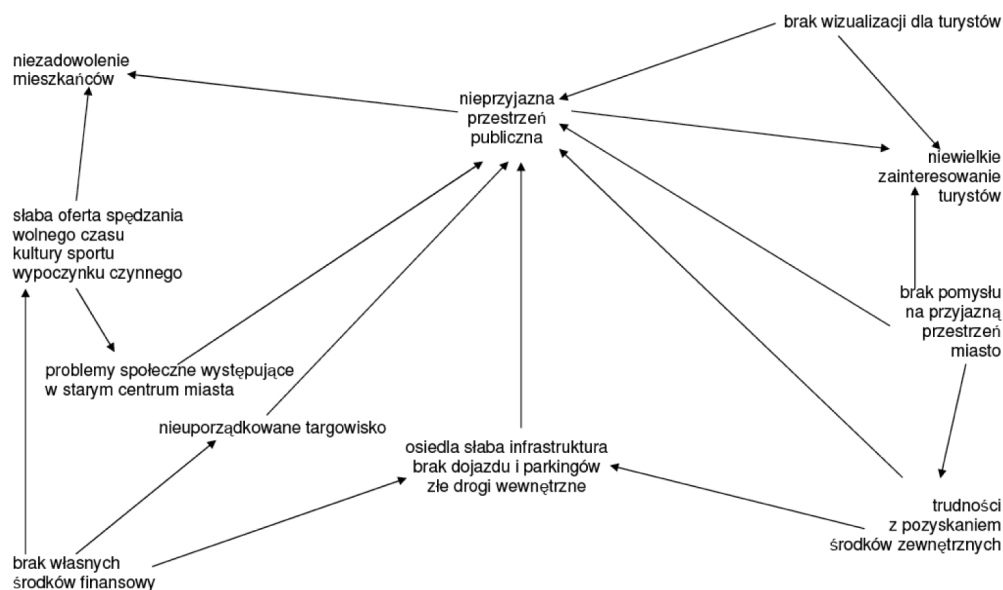 brak wizualizacji dla turystów
niezadowolenie
mieszkańców
nieprzyjazna
przestrzeń
publiczna
niewielkie
zainteresowanie
turystów
słaba oferta spędzania
wolnego czasu
kultury sportu
wypoczynku czynnego
brak pomysłu
na przyjazną
przestrzeń
miasto
problemy społeczne występujące
w starym centrum miasta
nieuporządkowane targowisko
osiedla słaba infrastruktura
brak dojazdu i parkingów
złe drogi wewnętrzne
trudności
z pozyskaniem
środków zewnętrznych
brak własnych
środków finansowy